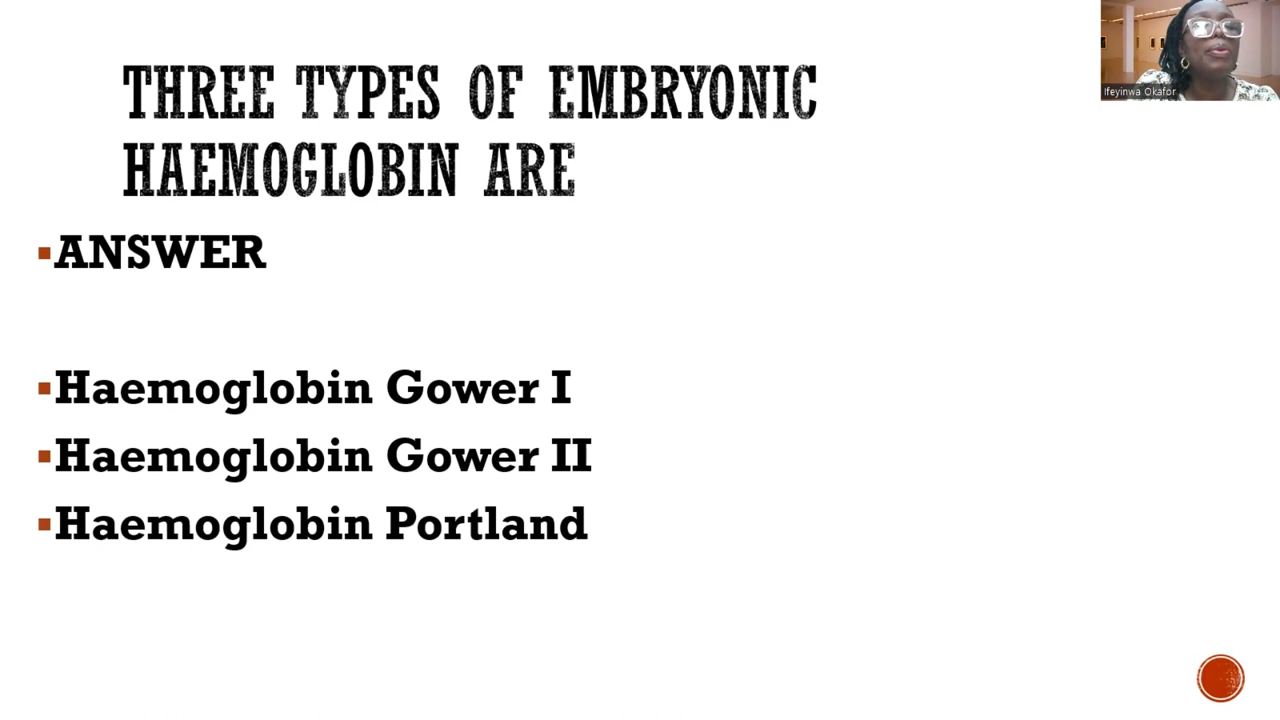 THREE TYPES OF EMBRYONIC
HAEMOGLOBIN ARE
ANSWER
Haemoglobin Gower I
Haemoglobin Gower II
Haemoglobin Portland
Ifeyinwa Okafor